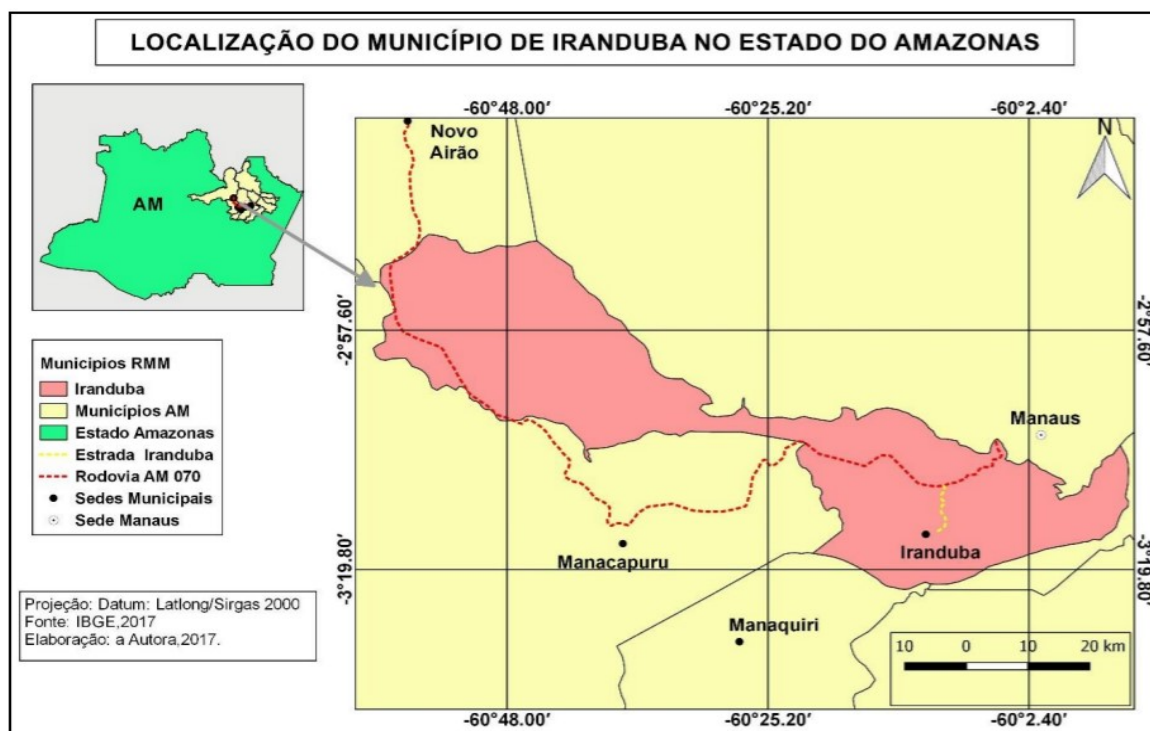 LOCALIZAÇÃO DO MUNICÍPIO DE IRANDUBA NO ESTADO DO AMAZONAS
AM
Municípios RMM
Iranduba
Municípios AM
Estado Amazonas
Estrada Iranduba
Rodovia AM 070
Sedes Municipais
Sede Manaus
Projeção: Datum: Latlong/Sirgas 2000
Fonte: IBGE,2017
Elaboração: a Autora,2017.
-60°48.00′
-60°25.20′
-60°2.40′
N
Novo
Airão
-2°57.60′
-2°57.60′
Manaus
Iranduba
Manacapuru
-3°19.80′
-3°19.80′
Manaquiri
10
0
10
20 km
-60°48.00′
-60°25.20′
-60°2.40′